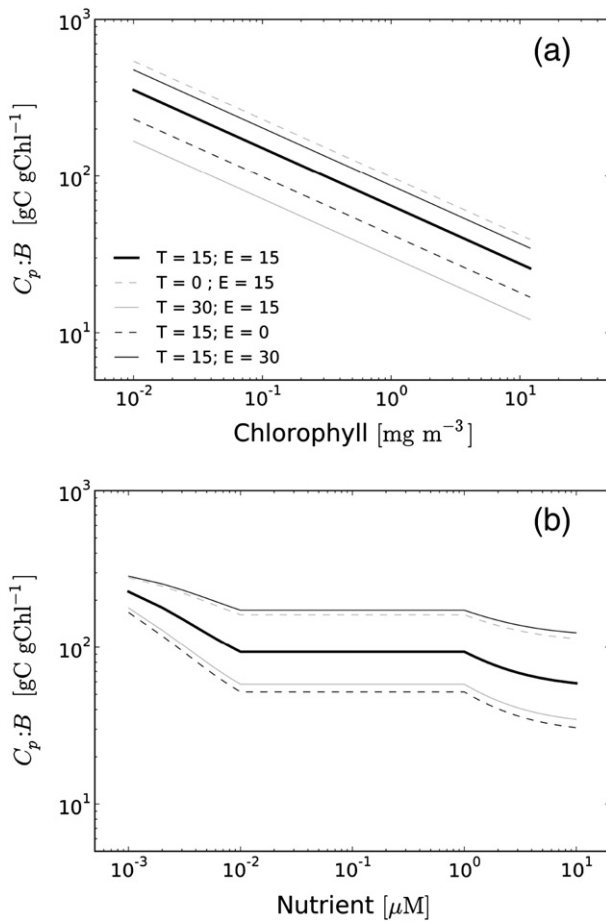 (a)
10³
10²
10¹
C_p:B [gC gChl⁻¹]
T = 15; E = 15
T = 0 ; E = 15
T = 30; E = 15
T = 15; E = 0
T = 15; E = 30
10⁻² 10⁻¹ 10⁰ 10¹
Chlorophyll [mg m⁻³]
(b)
10³
10²
10¹
C_p:B [gC gChl⁻¹]
10⁻³ 10⁻² 10⁻¹ 10⁰ 10¹
Nutrient [μM]